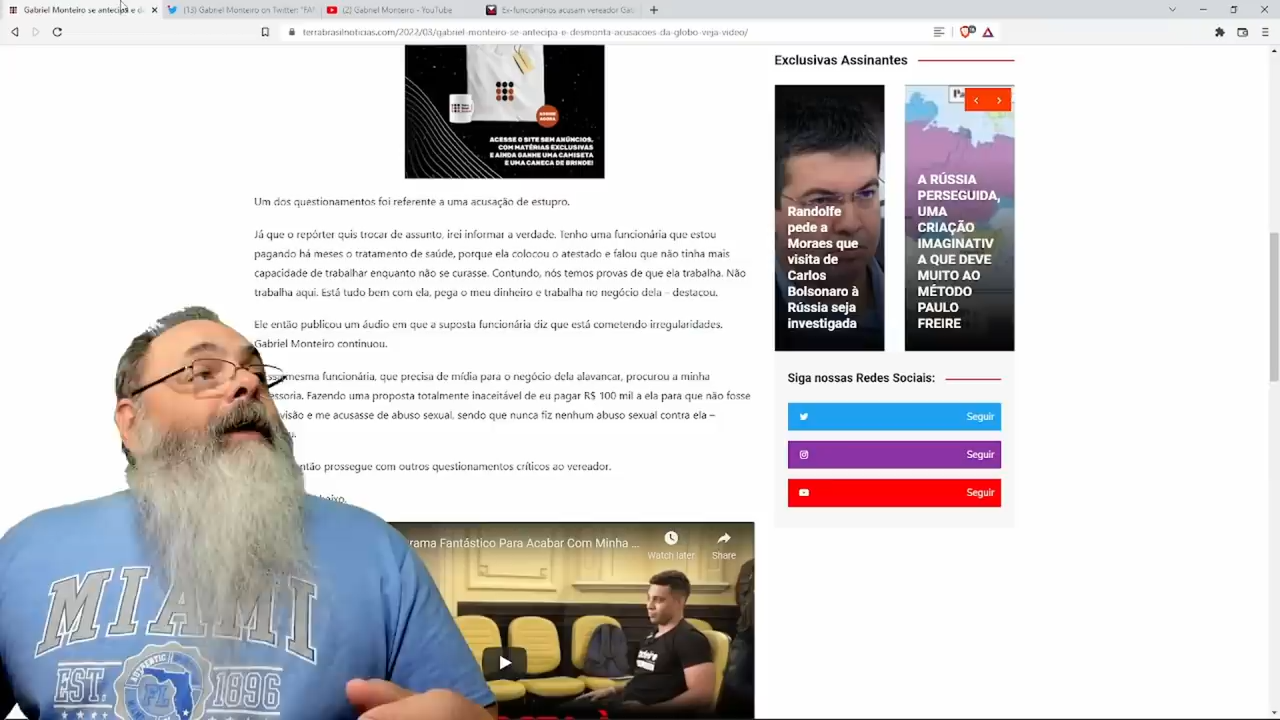 Gabriel Monteiro se antecipa e d
(13) Gabriel Monteiro on Twitter: "FA
(2) Gabriel Monteiro - YouTube
Ex-funcionários acusam vereador Gab
terrabrasilnoticias.com/2022/03/gabriel-monteiro-se-antecipa-e-desmonta-acusacoes-da-globo-veja-video/
ASSINE
AGORA
ACESSE O SITE SEM ANÚNCIOS,
COM MATÉRIAS EXCLUSIVAS
E AINDA GANHE UMA CAMISETA
E UMA CANECA DE BRINDE!
Um dos questionamentos foi referente a uma acusação de estupro.
Já que o repórter quis trocar de assunto, irei informar a verdade. Tenho uma funcionária que estou
pagando há meses o tratamento de saúde, porque ela colocou o atestado e falou que não tinha mais
capacidade de trabalhar enquanto não se curasse. Contundo, nós temos provas de que ela trabalha. Não
trabalha aqui. Está tudo bem com ela, pega o meu dinheiro e trabalha no negócio dela – destacou.
Ele então publicou um áudio em que a suposta funcionária diz que está cometendo irregularidades.
Gabriel Monteiro continuou.
mesma funcionária, que precisa de mídia para o negócio dela alavancar, procurou a minha
essoria. Fazendo uma proposta totalmente inaceitável de eu pagar R$ 100 mil a ela para que não fosse
visão e me acusasse de abuso sexual, sendo que nunca fiz nenhum abuso sexual contra ela –
ntão prossegue com outros questionamentos críticos ao vereador.
baixo.
rama Fantástico Para Acabar Com Minha ...
Watch later
Share
Exclusivas Assinantes
Randolfe
pede a
Moraes que
visita de
Carlos
Bolsonaro à
Rússia seja
investigada
A RÚSSIA
PERSEGUIDA,
UMA
CRIAÇÃO
IMAGINATIV
A QUE DEVE
MUITO AO
MÉTODO
PAULO
FREIRE
Siga nossas Redes Sociais:
Seguir
Seguir
Seguir
MIAMI
EST. 1896
AUTHENTIC
FL